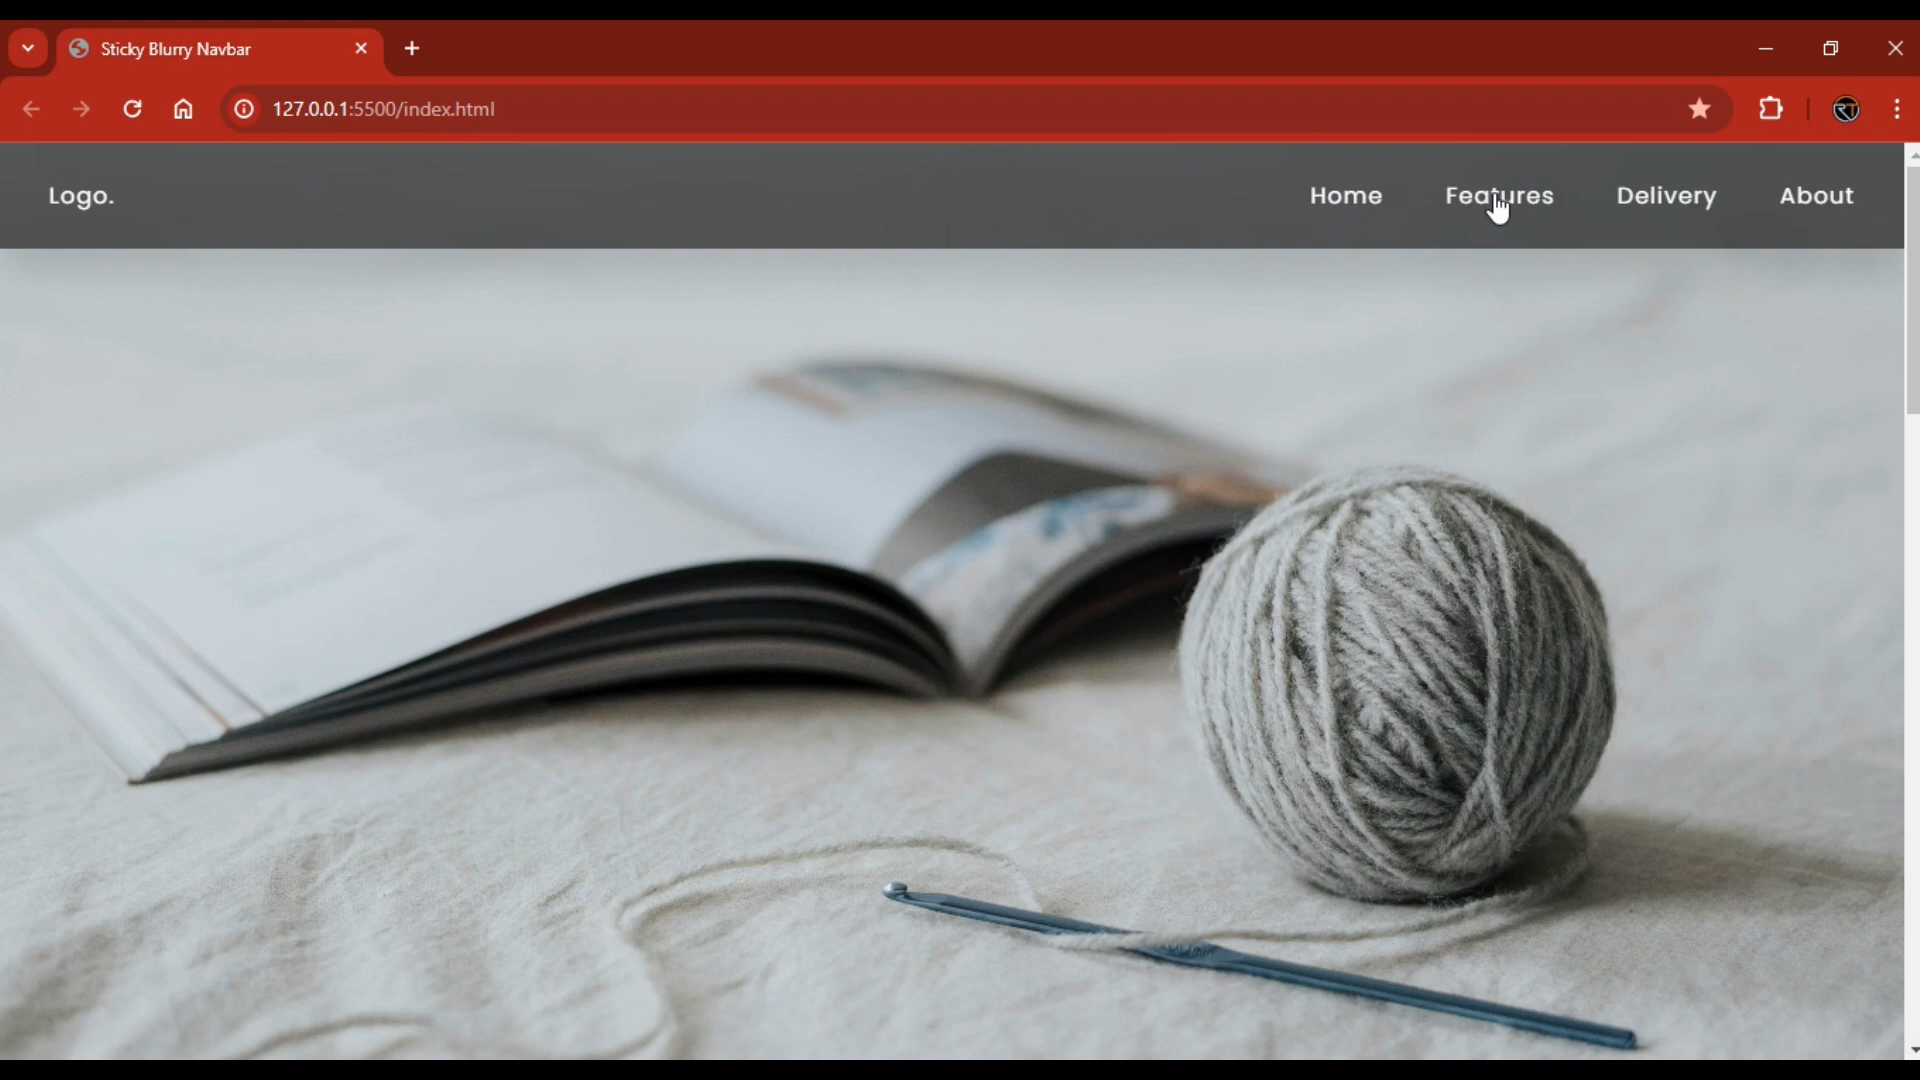 Sticky Blurry Navbar
127.0.0.1:5500/index.html
Logo.
Home Features Delivery About